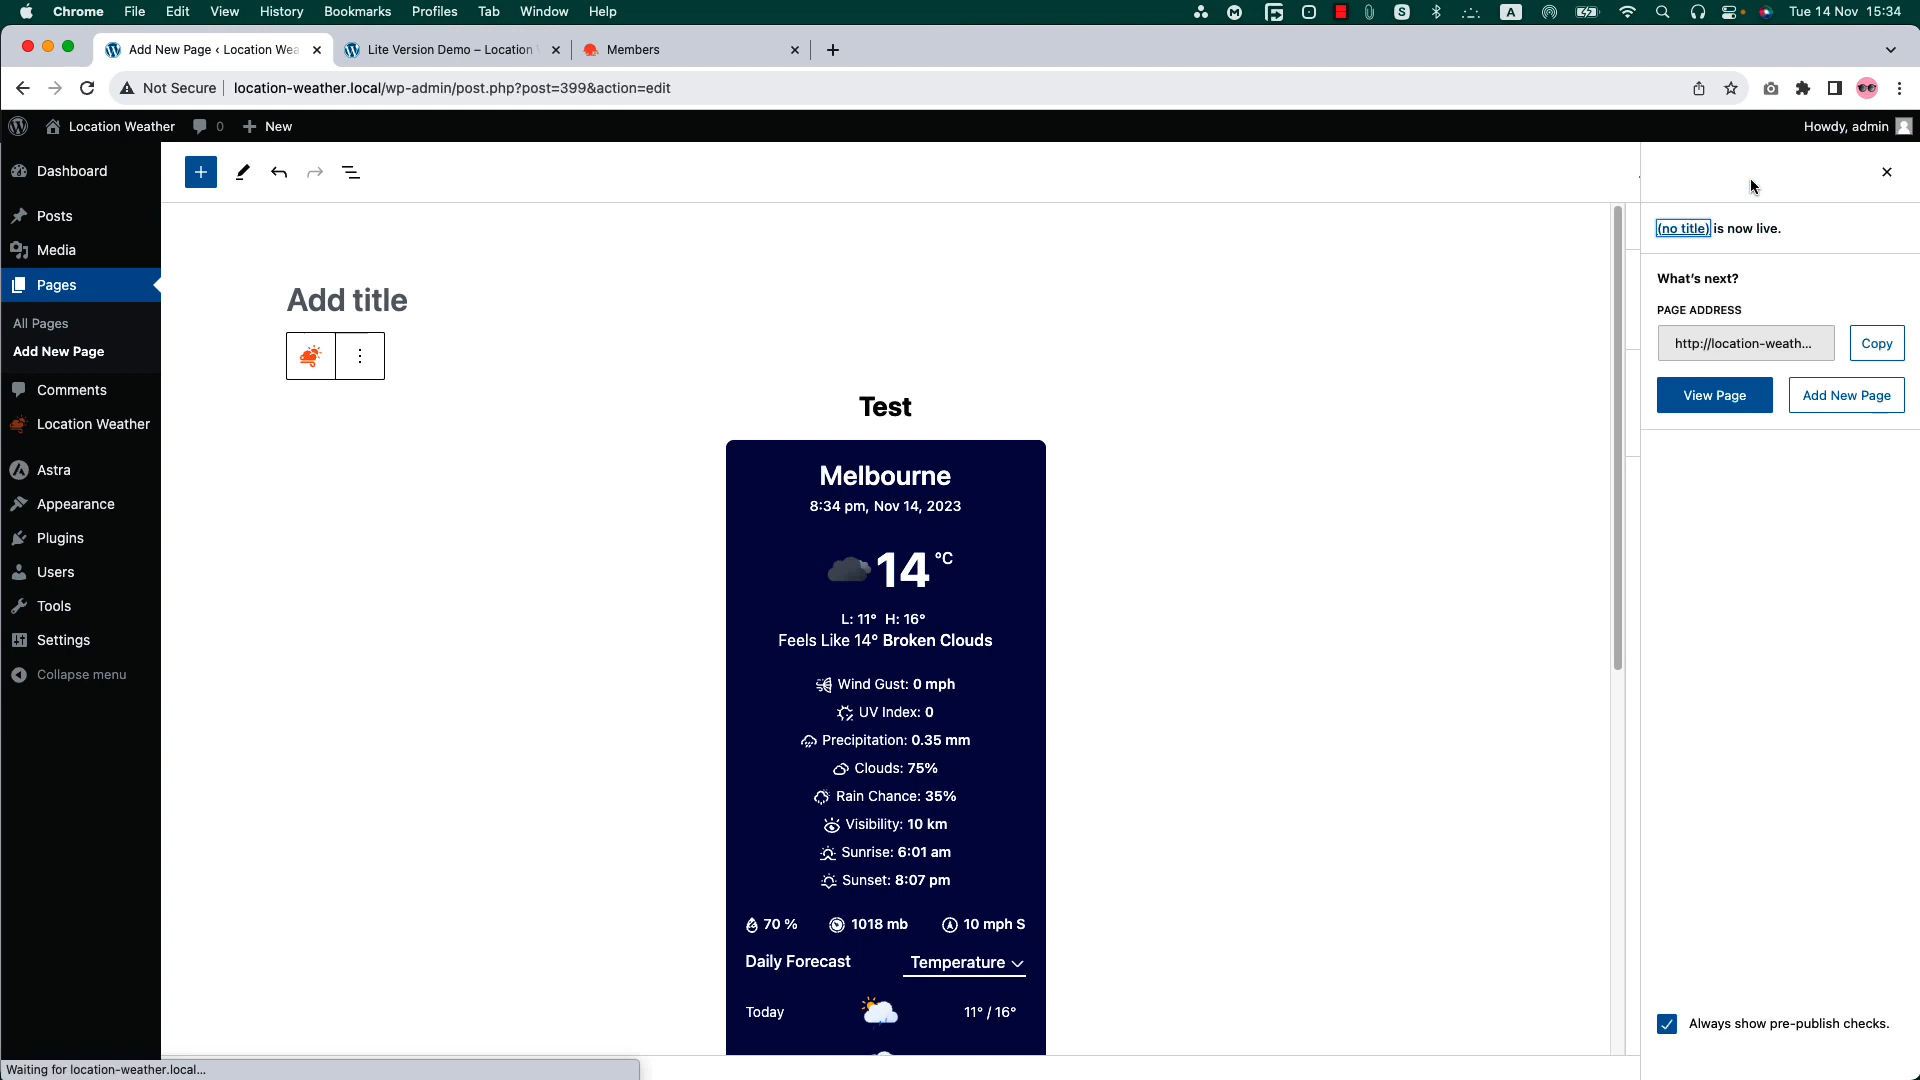 Chrome File Edit View History Bookmarks Profiles Tab Window Help
A Tue 14 Nov 15:34
Add New Page ‹ Location Wea
Lite Version Demo – Location
Members
Not Secure location-weather.local/wp-admin/post.php?post=399&action=edit
Location Weather 0 New
Howdy, admin
Dashboard
Posts
Media
Pages
All Pages
Add New Page
Comments
Location Weather
Astra
Appearance
Plugins
Users
Tools
Settings
Collapse menu
Add title
Test
Melbourne
8:34 pm, Nov 14, 2023
14 °C
L: 11° H: 16°
Feels Like 14° Broken Clouds
Wind Gust: 0 mph
UV Index: 0
Precipitation: 0.35 mm
Clouds: 75%
Rain Chance: 35%
Visibility: 10 km
Sunrise: 6:01 am
Sunset: 8:07 pm
70 % 1018 mb 10 mph S
Daily Forecast Temperature
Today 11° / 16°
(no title) is now live.
What's next?
PAGE ADDRESS
http://location-weath...
Copy
View Page
Add New Page
Always show pre-publish checks.
Waiting for location-weather.local...